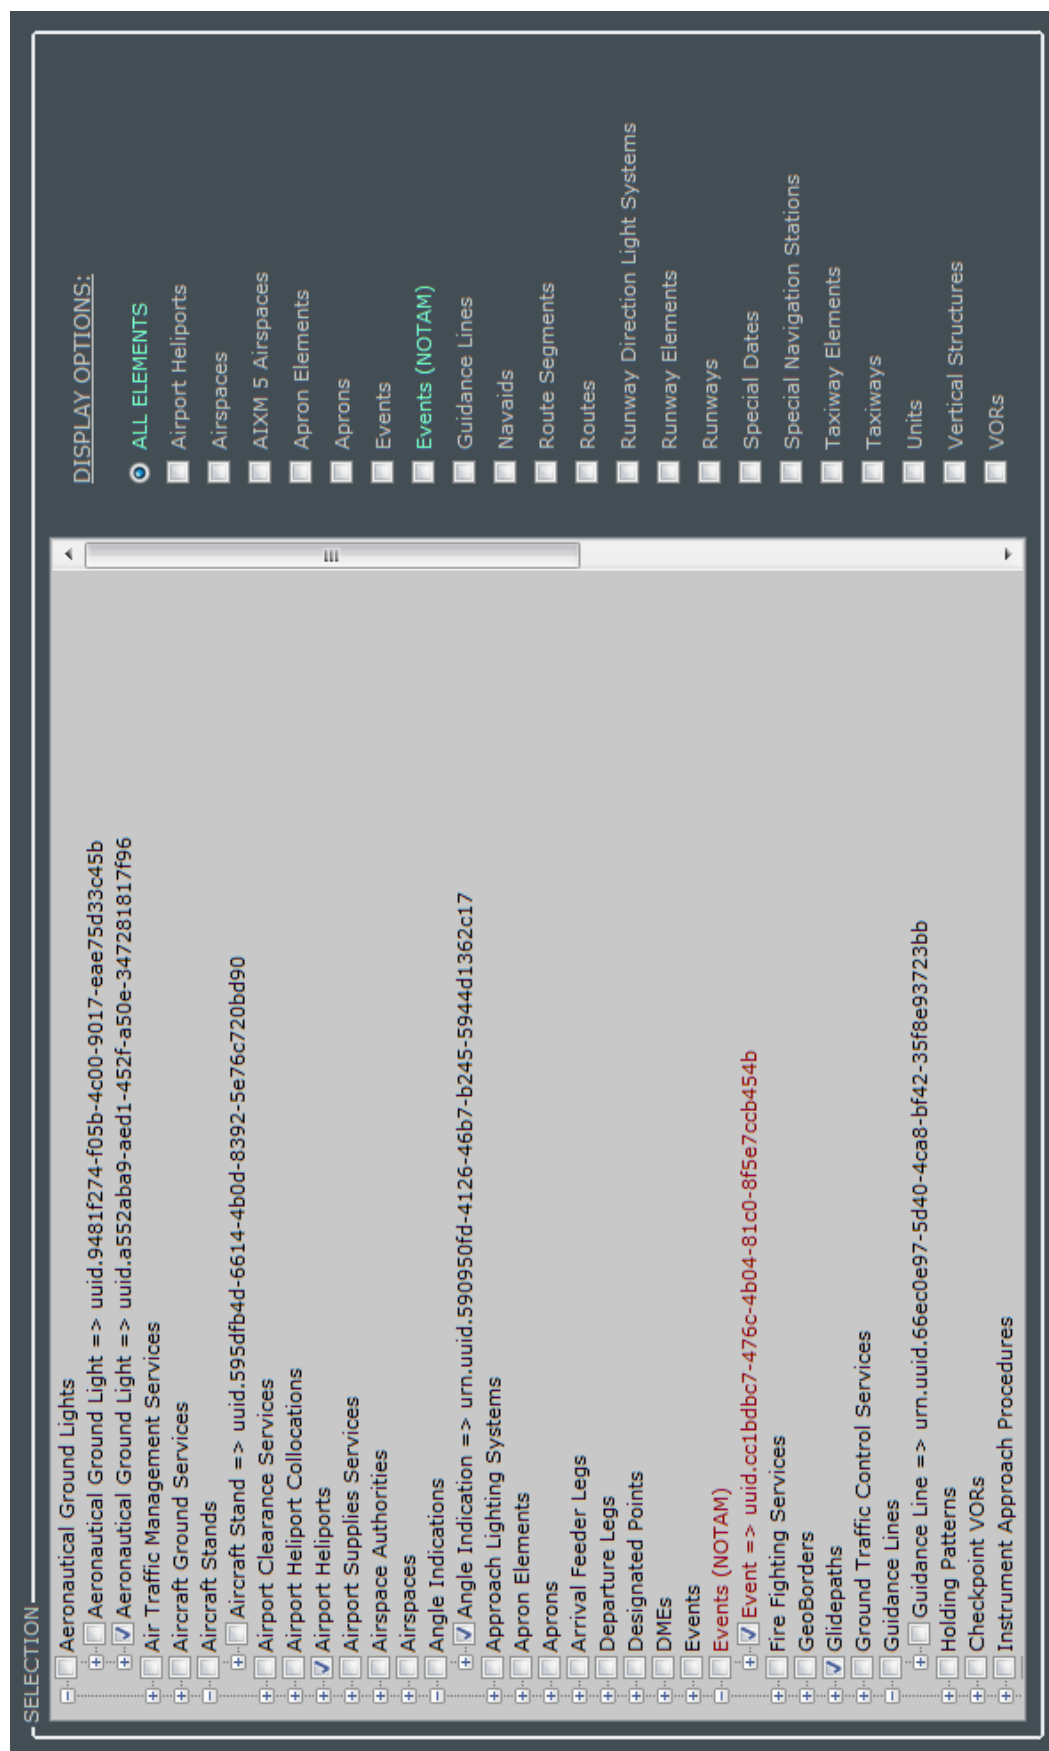 SELECTION
Aeronautical Ground Lights
Aeronautical Ground Light => uuid.9481f274-f05b-4c00-9017-eae75d33c45b
Aeronautical Ground Light => uuid.a552aba9-aed1-452f-a50e-347281817f96
Air Traffic Management Services
Aircraft Ground Services
Aircraft Stands
Aircraft Stand => uuid.595dfb4d-6614-4b0d-8392-5e76c720bd90
Airport Clearance Services
Airport Heliport Collocations
Airport Heliports
Airport Supplies Services
Airspace Authorities
Airspaces
Angle Indications
Angle Indication => urn.uuid.590950fd-4126-46b7-b245-5944d1362c17
Approach Lighting Systems
Apron Elements
Aprons
Arrival Feeder Legs
Departure Legs
Designated Points
DMEs
Events
Events (NOTAM)
Event => uuid.cc1bdbc7-476c-4b04-81c0-8f5e7ccb454b
Fire Fighting Services
GeoBorders
Glidepaths
Ground Traffic Control Services
Guidance Lines
Guidance Line => urn.uuid.66ec0e97-5d40-4ca8-bf42-35f8e93723bb
Holding Patterns
Checkpoint VORs
Instrument Approach Procedures
DISPLAY OPTIONS:
ALL ELEMENTS
Airport Heliports
Airspaces
AIXM 5 Airspaces
Apron Elements
Aprons
Events
Events (NOTAM)
Guidance Lines
Navaids
Route Segments
Routes
Runway Direction Light Systems
Runway Elements
Runways
Special Dates
Special Navigation Stations
Taxiway Elements
Taxiways
Units
Vertical Structures
VORs